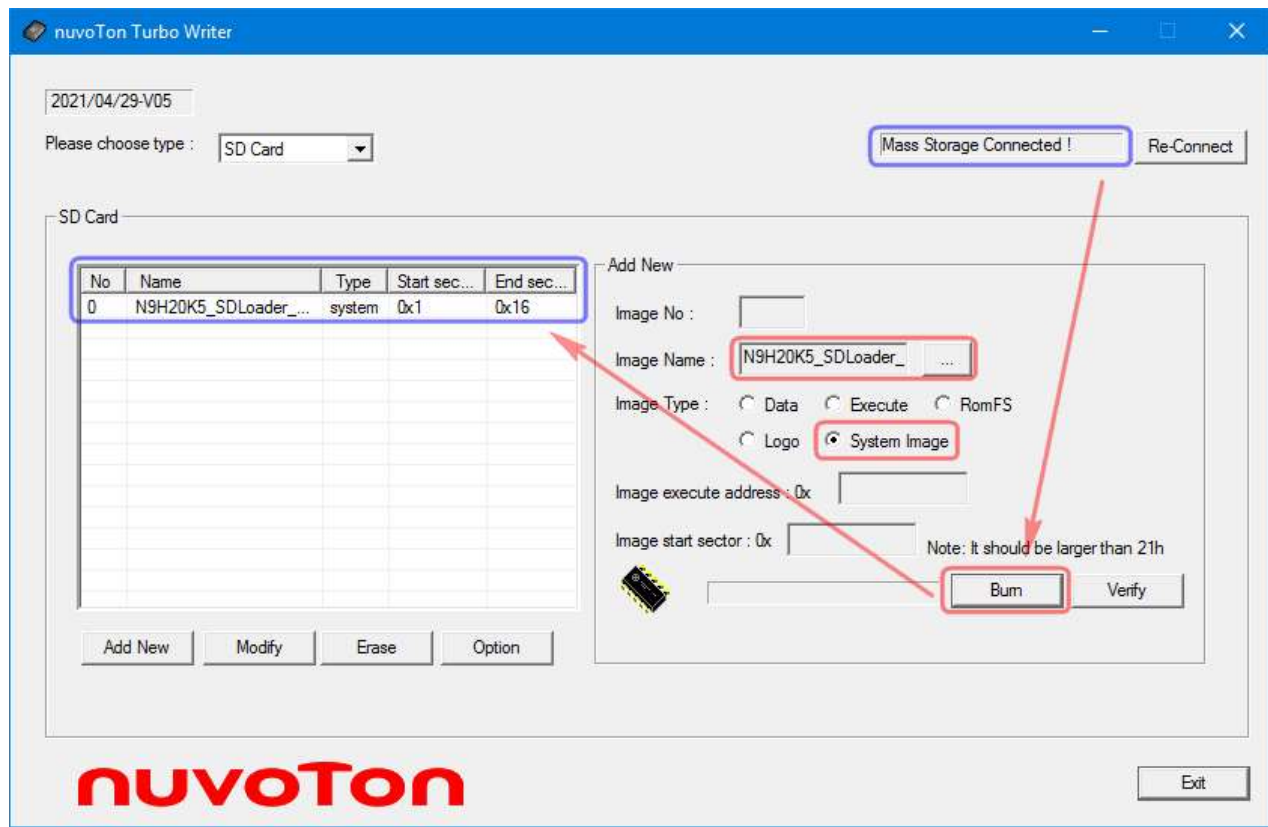 nuvoTon Turbo Writer
2021/04/29-V05
Please choose type :
SD Card
Mass Storage Connected !
Re-Connect
SD Card
No Name Type Start sec... End sec...
0 N9H20K5_SDLoader_... system 0x1 0x16
Add New
Image No :
Image Name : N9H20K5_SDLoader_ ...
Image Type : Data Execute RomFS
Logo System Image
Image execute address : 0x
Image start sector : 0x
Note: It should be larger than 21h
Burn Verify
Add New Modify Erase Option
nuvoTon
Exit